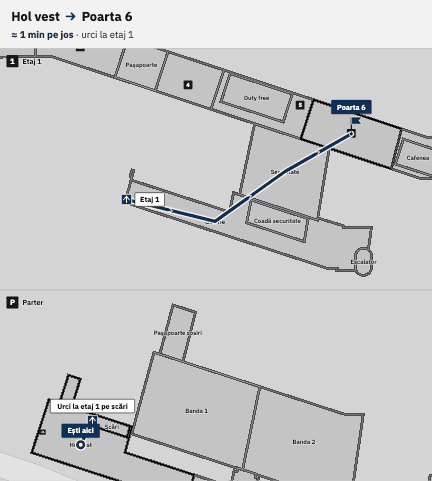 Hol vest → Poarta 6
≈ 1 min pe jos · urci la etaj 1
1 Etaj 1
Pașapoarte
4
Duty free
5
Poarta 6
Cafenea
Etaj 1
Coadă securitate
Escalator
P Parter
Pașapoarte sosiri
Urci la etaj 1 pe scări
Scări
Ești aici
Banda 1
Banda 2